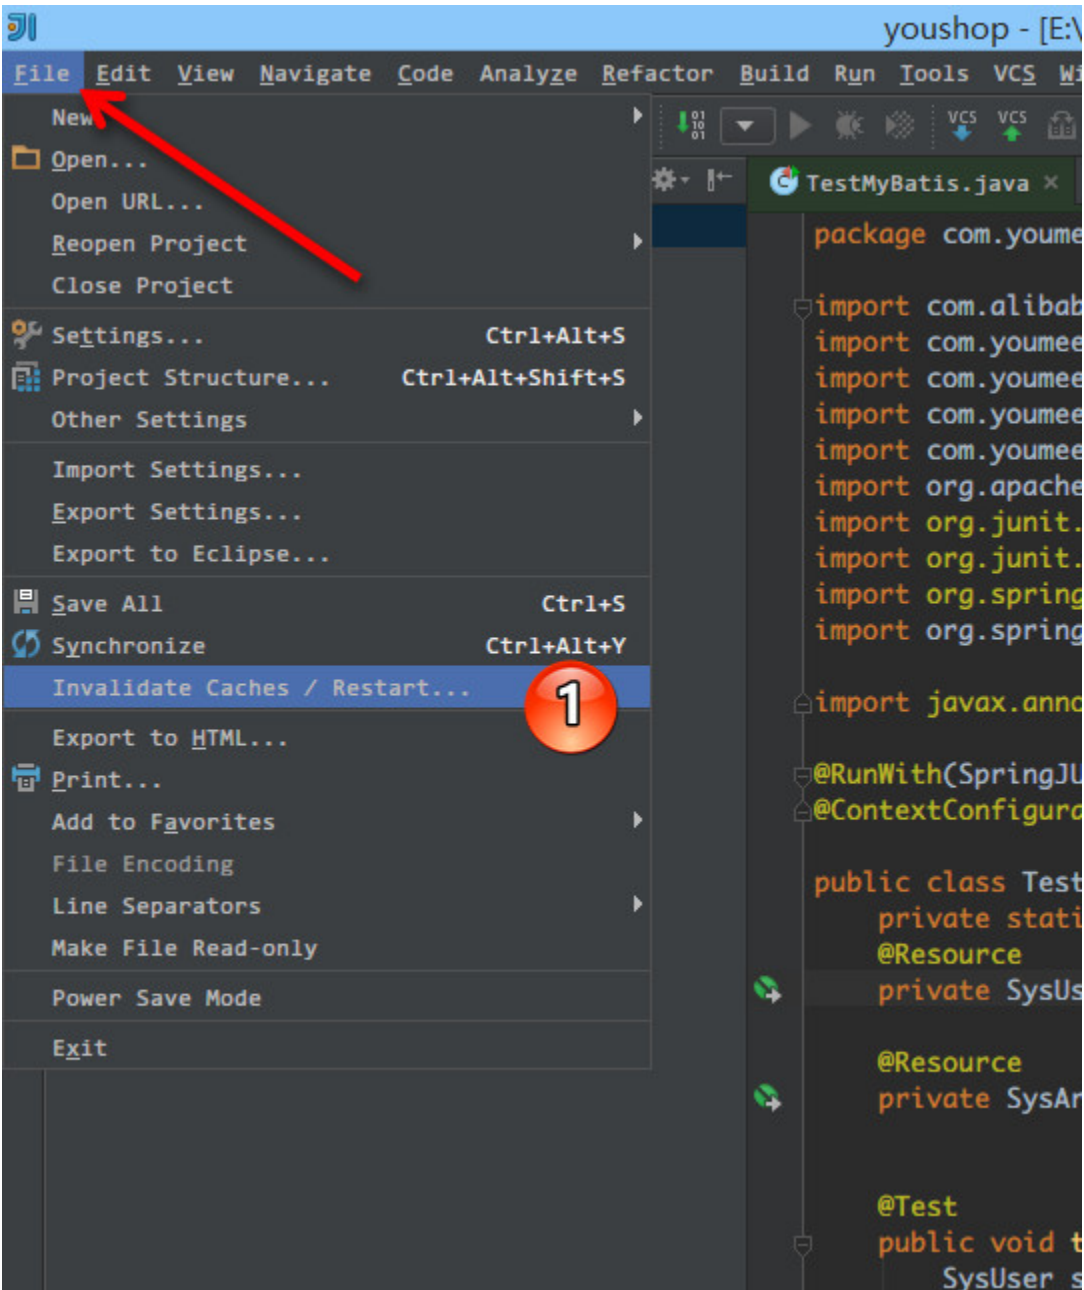 youshop - [E:\
File Edit View Navigate Code Analyze Refactor Build Run Tools VCS Wi
New
Open...
Open URL...
Reopen Project
Close Project
Settings... Ctrl+Alt+S
Project Structure... Ctrl+Alt+Shift+S
Other Settings
Import Settings...
Export Settings...
Export to Eclipse...
Save All Ctrl+S
Synchronize Ctrl+Alt+Y
Invalidate Caches / Restart...
1
Export to HTML...
Print...
Add to Favorites
File Encoding
Line Separators
Make File Read-only
Power Save Mode
Exit
VCS VCS
TestMyBatis.java
package com.youme
import com.alibab
import com.youmee
import com.youmee
import com.youmee
import com.youmee
import org.apache
import org.junit.
import org.junit.
import org.spring
import org.spring
import javax.anno
@RunWith(SpringJU
@ContextConfigura
public class Test
private stati
@Resource
private SysUs
@Resource
private SysAr
@Test
public void t
SysUser s